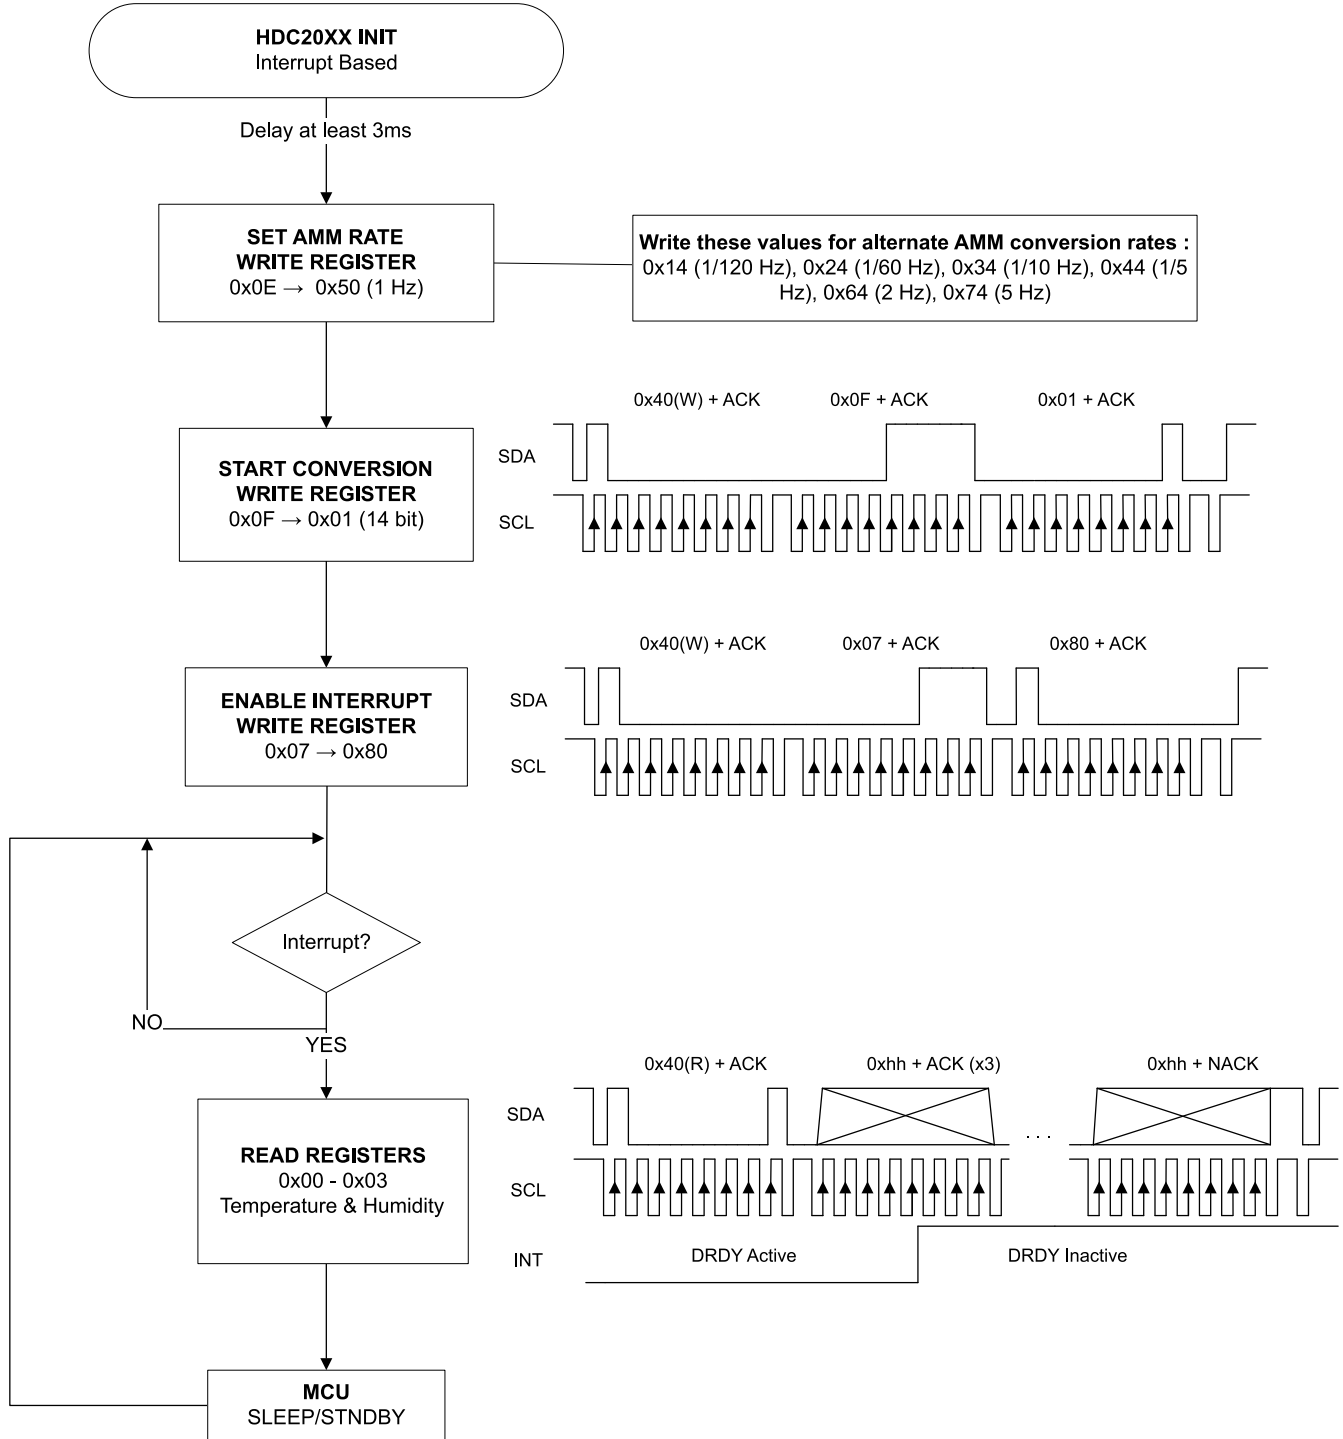 HDC20XX INIT
Interrupt Based
Delay at least 3ms
SET AMM RATE
WRITE REGISTER
0x0E → 0x50 (1 Hz)
Write these values for alternate AMM conversion rates :
0x14 (1/120 Hz), 0x24 (1/60 Hz), 0x34 (1/10 Hz), 0x44 (1/5
Hz), 0x64 (2 Hz), 0x74 (5 Hz)
START CONVERSION
WRITE REGISTER
0x0F → 0x01 (14 bit)
0x40(W) + ACK 0x0F + ACK 0x01 + ACK
SDA
SCL
ENABLE INTERRUPT
WRITE REGISTER
0x07 → 0x80
0x40(W) + ACK 0x07 + ACK 0x80 + ACK
SDA
SCL
Interrupt?
NO
YES
READ REGISTERS
0x00 - 0x03
Temperature & Humidity
0x40(R) + ACK 0xhh + ACK (x3) 0xhh + NACK
SDA
. . .
SCL
INT DRDY Active DRDY Inactive
MCU
SLEEP/STNDBY